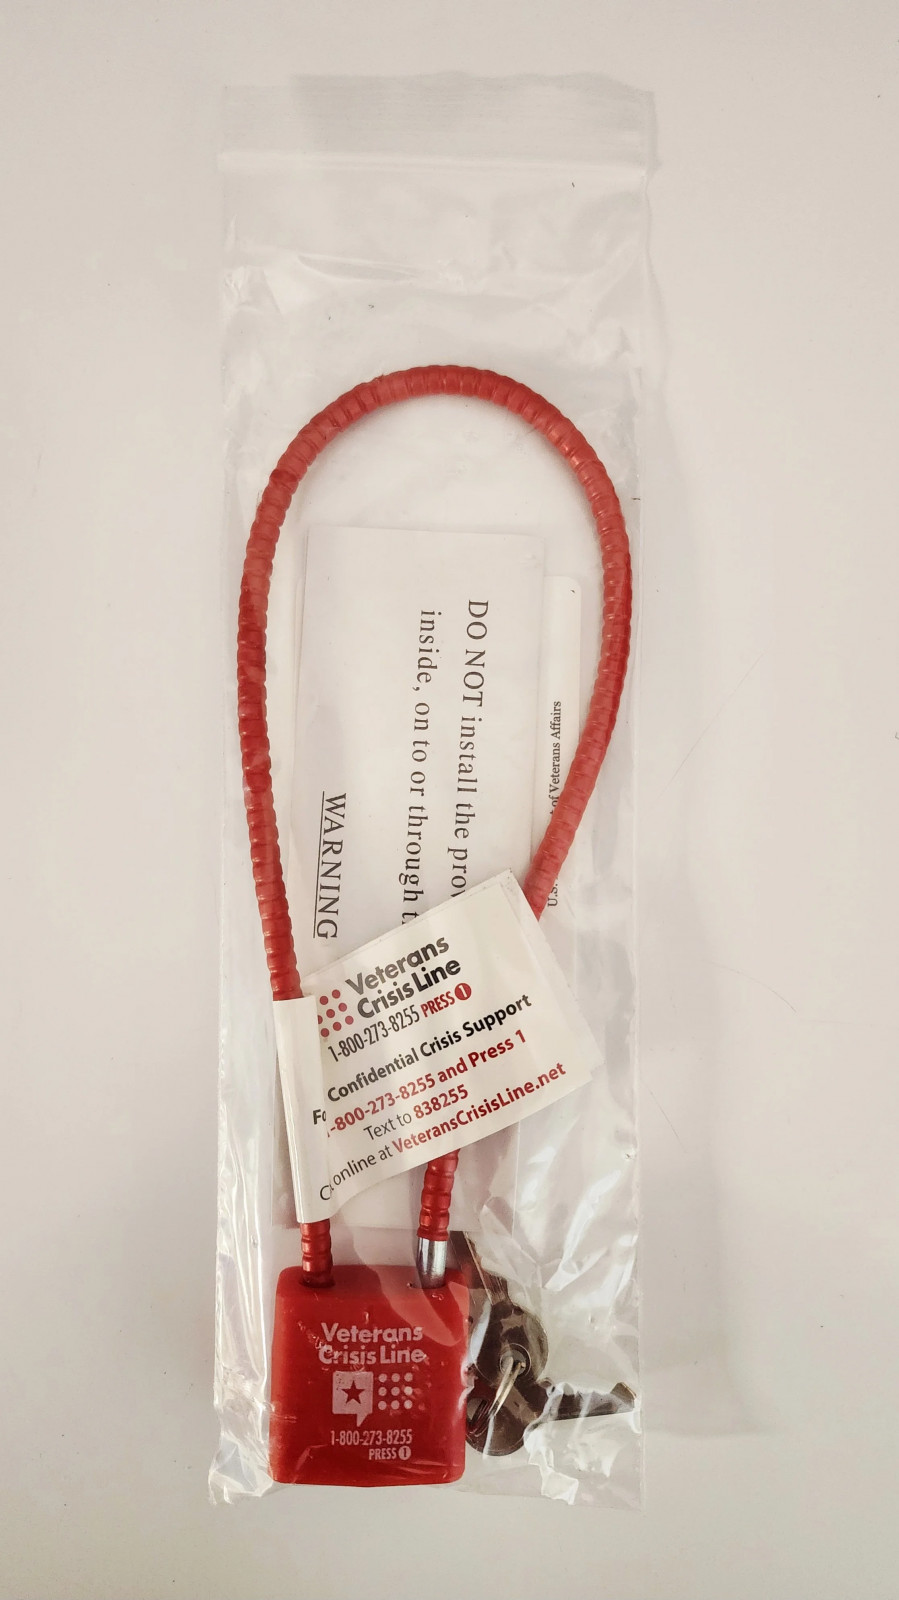 DO NOT install the
inside, on to or through
WARNING
of Veterans Affairs
U.S.
Veterans
Crisis Line
1-800-273-8255 PRESS 1
Confidential Crisis Support
1-800-273-8255 and Press 1
Text to 838255
online at VeteransCrisisLine.net
Veterans
Crisis Line
1-800-273-8255
PRESS 1